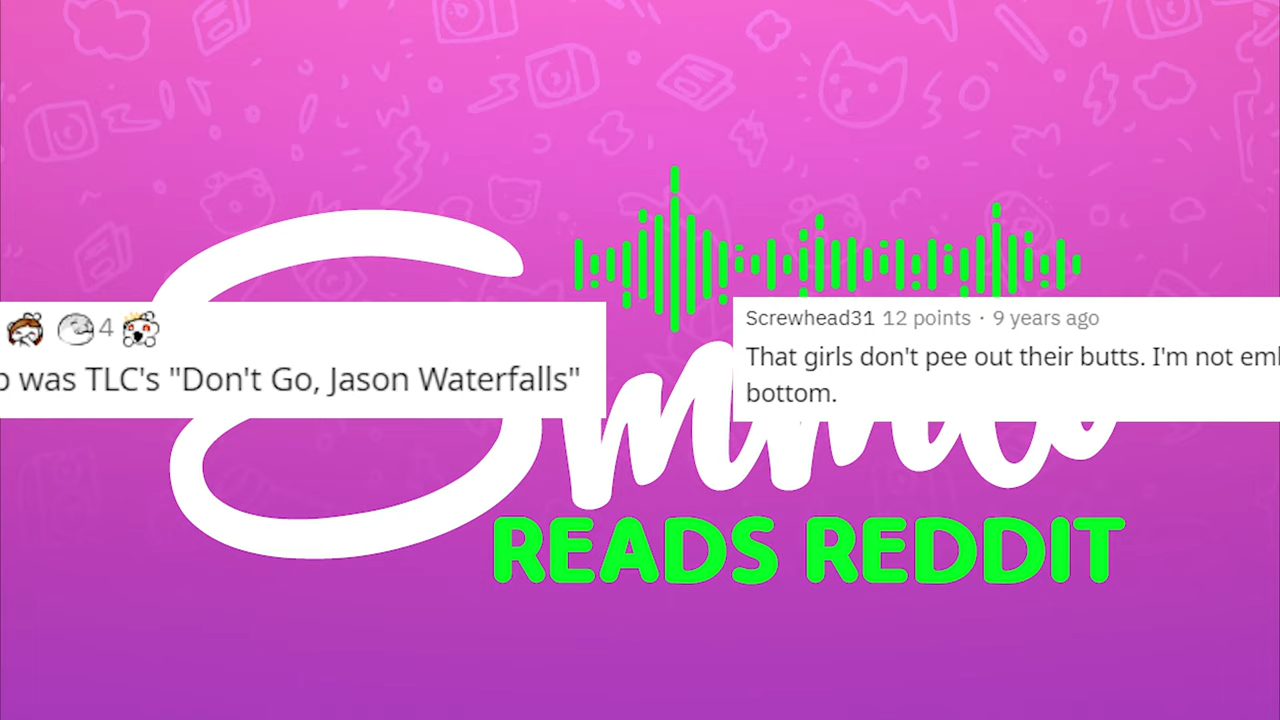 4
was TLC's "Don't Go, Jason Waterfalls"
Screwhead31 12 points · 9 years ago
That girls don't pee out their butts. I'm not
bottom.
READS REDDIT